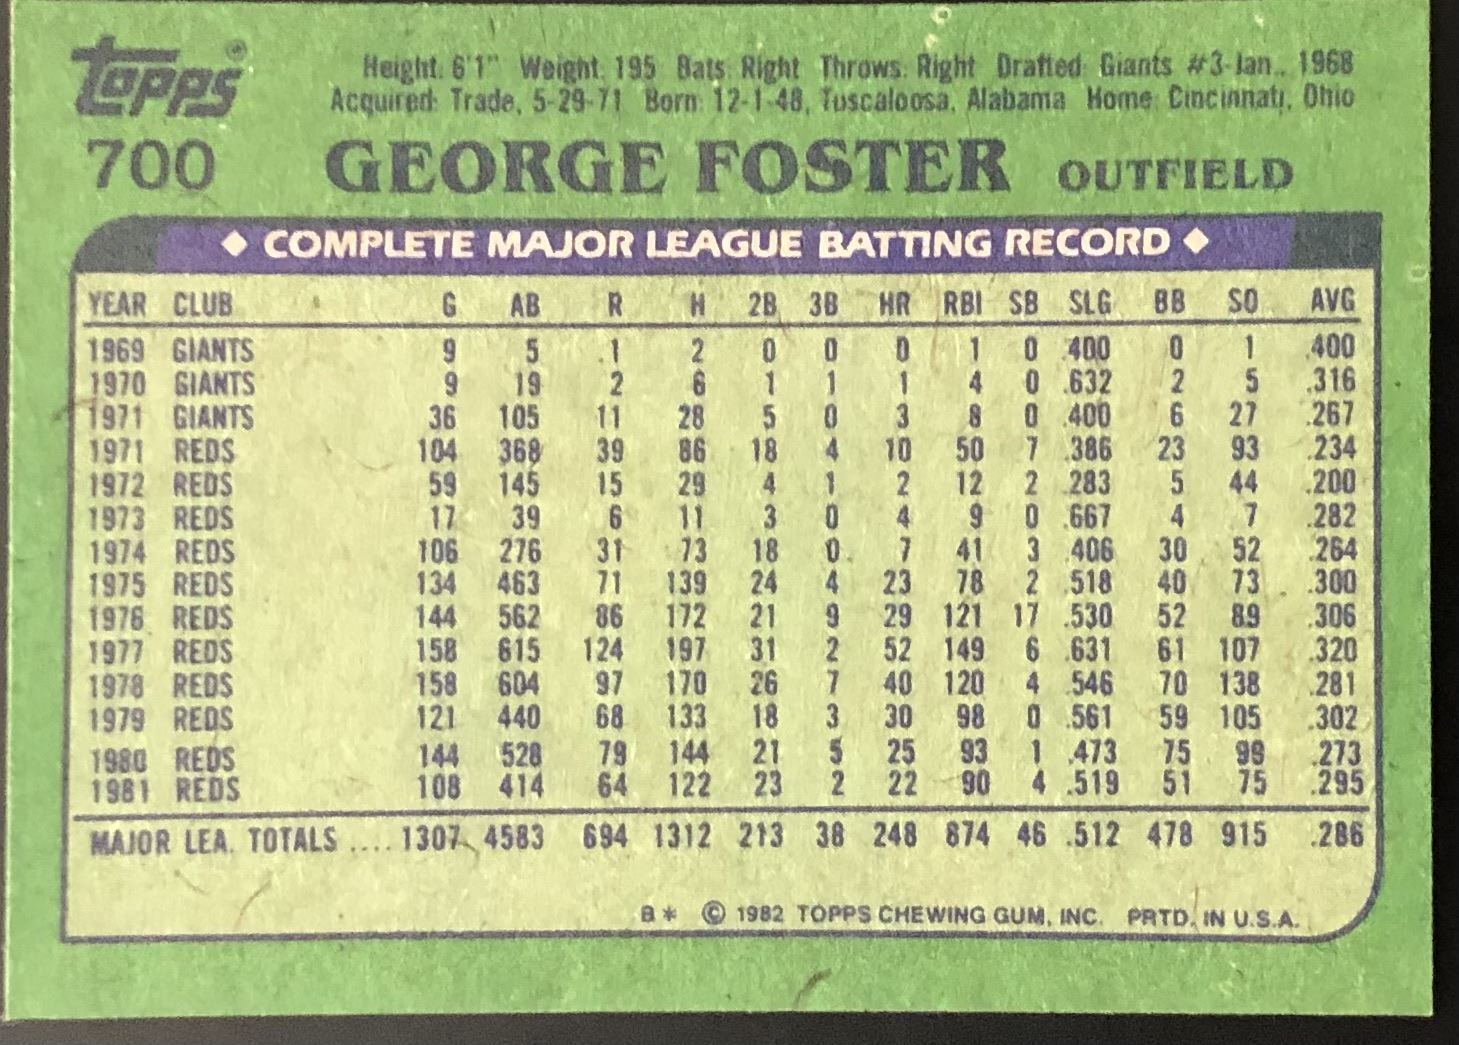 Topps®
Height: 6'1" Weight: 195 Bats: Right Throws: Right Drafted: Giants #3-Jan., 1968
Acquired: Trade, 5-29-71 Born: 12-1-48, Tuscaloosa, Alabama Home: Cincinnati, Ohio
700 GEORGE FOSTER OUTFIELD
◆ COMPLETE MAJOR LEAGUE BATTING RECORD ◆
YEAR CLUB G AB R H 2B 3B HR RBI SB SLG BB SO AVG
1969 GIANTS 9 5 1 2 0 0 0 1 0 .400 0 1 .400
1970 GIANTS 9 19 2 6 1 1 1 4 0 .632 2 5 .316
1971 GIANTS 36 105 11 28 5 0 3 8 0 .400 6 27 .267
1971 REDS 104 368 39 86 18 4 10 50 7 .386 23 93 .234
1972 REDS 59 145 15 29 4 1 2 12 2 .283 5 44 .200
1973 REDS 17 39 6 11 3 0 4 9 0 .667 4 7 .282
1974 REDS 106 276 31 73 18 0 7 41 3 .406 30 52 .264
1975 REDS 134 463 71 139 24 4 23 78 2 .518 40 73 .300
1976 REDS 144 562 86 172 21 9 29 121 17 .530 52 89 .306
1977 REDS 158 615 124 197 31 2 52 149 6 .631 61 107 .320
1978 REDS 158 604 97 170 26 7 40 120 4 .546 70 138 .281
1979 REDS 121 440 68 133 18 3 30 98 0 .561 59 105 .302
1980 REDS 144 528 79 144 21 5 25 93 1 .473 75 99 .273
1981 REDS 108 414 64 122 23 2 22 90 4 .519 51 75 .295
MAJOR LEA. TOTALS .... 1307 4583 694 1312 213 38 248 874 46 .512 478 915 .286
B* © 1982 TOPPS CHEWING GUM, INC. PRTD. IN U.S.A.